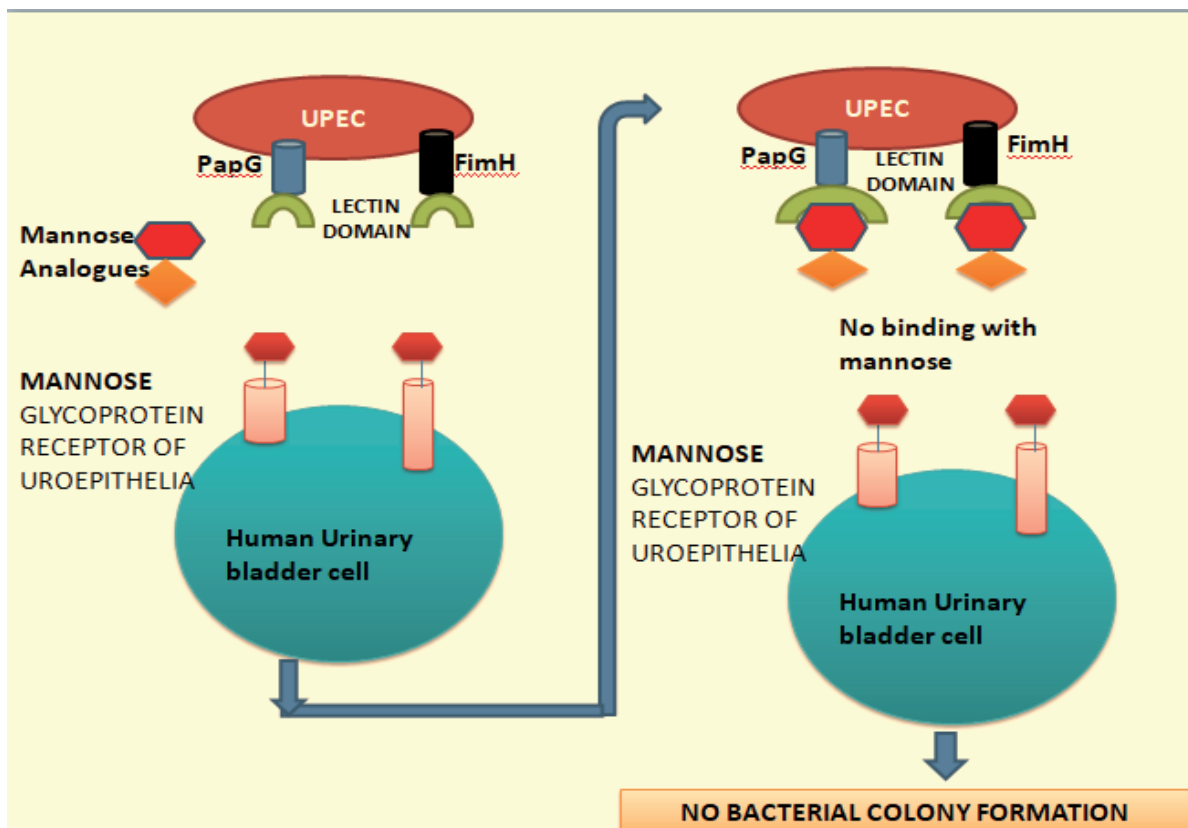 UPEC
PapG
FimH
LECTIN
DOMAIN
Mannose
Analogues
MANNOSE
GLYCOPROTEIN
RECEPTOR OF
UROEPITHELIA
Human Urinary
bladder cell
UPEC
PapG
FimH
LECTIN
DOMAIN
No binding with
mannose
MANNOSE
GLYCOPROTEIN
RECEPTOR OF
UROEPITHELIA
Human Urinary
bladder cell
NO BACTERIAL COLONY FORMATION